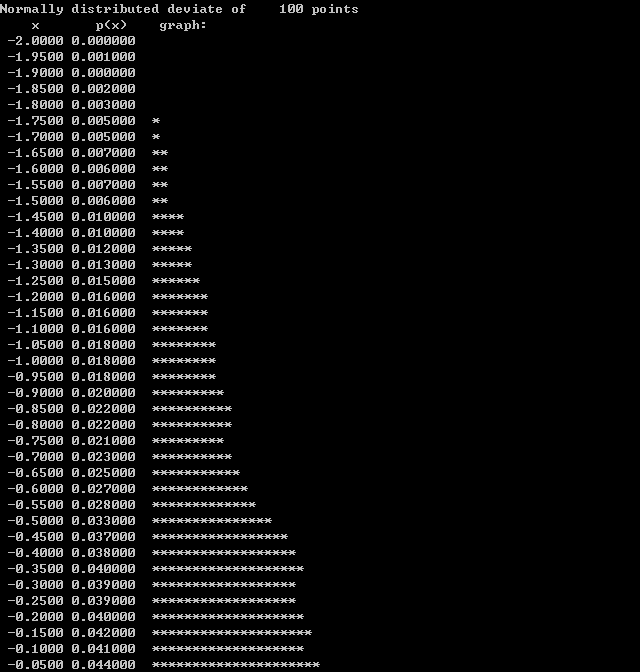 Normally distributed deviate of    100 points
    x       p(x)    graph:
 -2.0000 0.000000
 -1.9500 0.001000
 -1.9000 0.000000
 -1.8500 0.002000
 -1.8000 0.003000
 -1.7500 0.005000  *
 -1.7000 0.005000  *
 -1.6500 0.007000  **
 -1.6000 0.006000  **
 -1.5500 0.007000  **
 -1.5000 0.006000  **
 -1.4500 0.010000  ****
 -1.4000 0.010000  ****
 -1.3500 0.012000  *****
 -1.3000 0.013000  *****
 -1.2500 0.015000  ******
 -1.2000 0.016000  *******
 -1.1500 0.016000  *******
 -1.1000 0.016000  *******
 -1.0500 0.018000  ********
 -1.0000 0.018000  ********
 -0.9500 0.018000  ********
 -0.9000 0.020000  *********
 -0.8500 0.022000  **********
 -0.8000 0.022000  **********
 -0.7500 0.021000  *********
 -0.7000 0.023000  **********
 -0.6500 0.025000  ***********
 -0.6000 0.027000  ************
 -0.5500 0.028000  *************
 -0.5000 0.033000  ***************
 -0.4500 0.037000  *****************
 -0.4000 0.038000  ******************
 -0.3500 0.040000  *******************
 -0.3000 0.039000  ******************
 -0.2500 0.039000  ******************
 -0.2000 0.040000  *******************
 -0.1500 0.042000  ********************
 -0.1000 0.041000  *******************
 -0.0500 0.044000  *********************